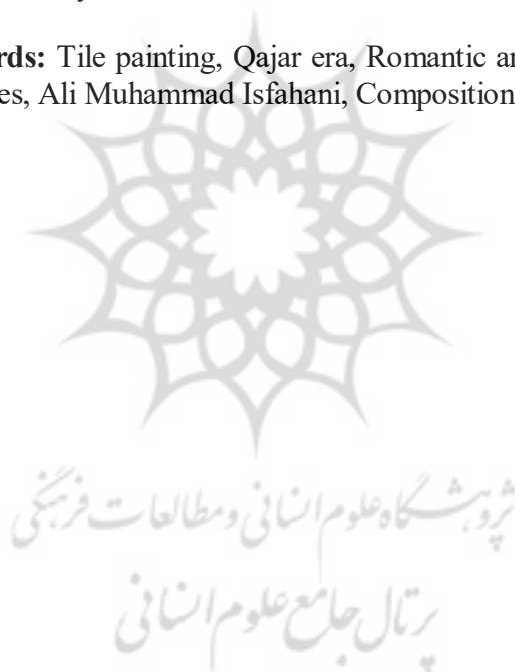 rds: Tile painting, Qajar era, Romantic ar
es, Ali Muhammad Isfahani, Composition
پژوهشگاه علوم انسانی و مطالعات فرهنگی
پرتال جامع علوم انسانی